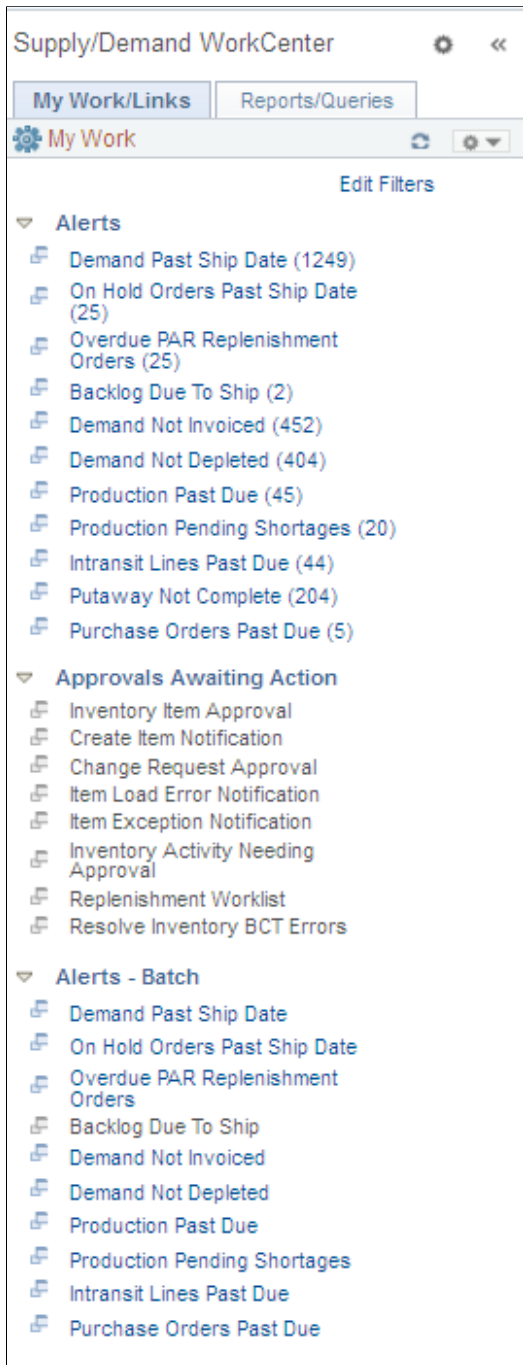 Supply/Demand WorkCenter
My Work/Links Reports/Queries
My Work
Edit Filters
Alerts
Demand Past Ship Date (1249)
On Hold Orders Past Ship Date
(25)
Overdue PAR Replenishment
Orders (25)
Backlog Due To Ship (2)
Demand Not Invoiced (452)
Demand Not Depleted (404)
Production Past Due (45)
Production Pending Shortages (20)
Intransit Lines Past Due (44)
Putaway Not Complete (204)
Purchase Orders Past Due (5)
Approvals Awaiting Action
Inventory Item Approval
Create Item Notification
Change Request Approval
Item Load Error Notification
Item Exception Notification
Inventory Activity Needing
Approval
Replenishment Worklist
Resolve Inventory BCT Errors
Alerts - Batch
Demand Past Ship Date
On Hold Orders Past Ship Date
Overdue PAR Replenishment
Orders
Backlog Due To Ship
Demand Not Invoiced
Demand Not Depleted
Production Past Due
Production Pending Shortages
Intransit Lines Past Due
Purchase Orders Past Due